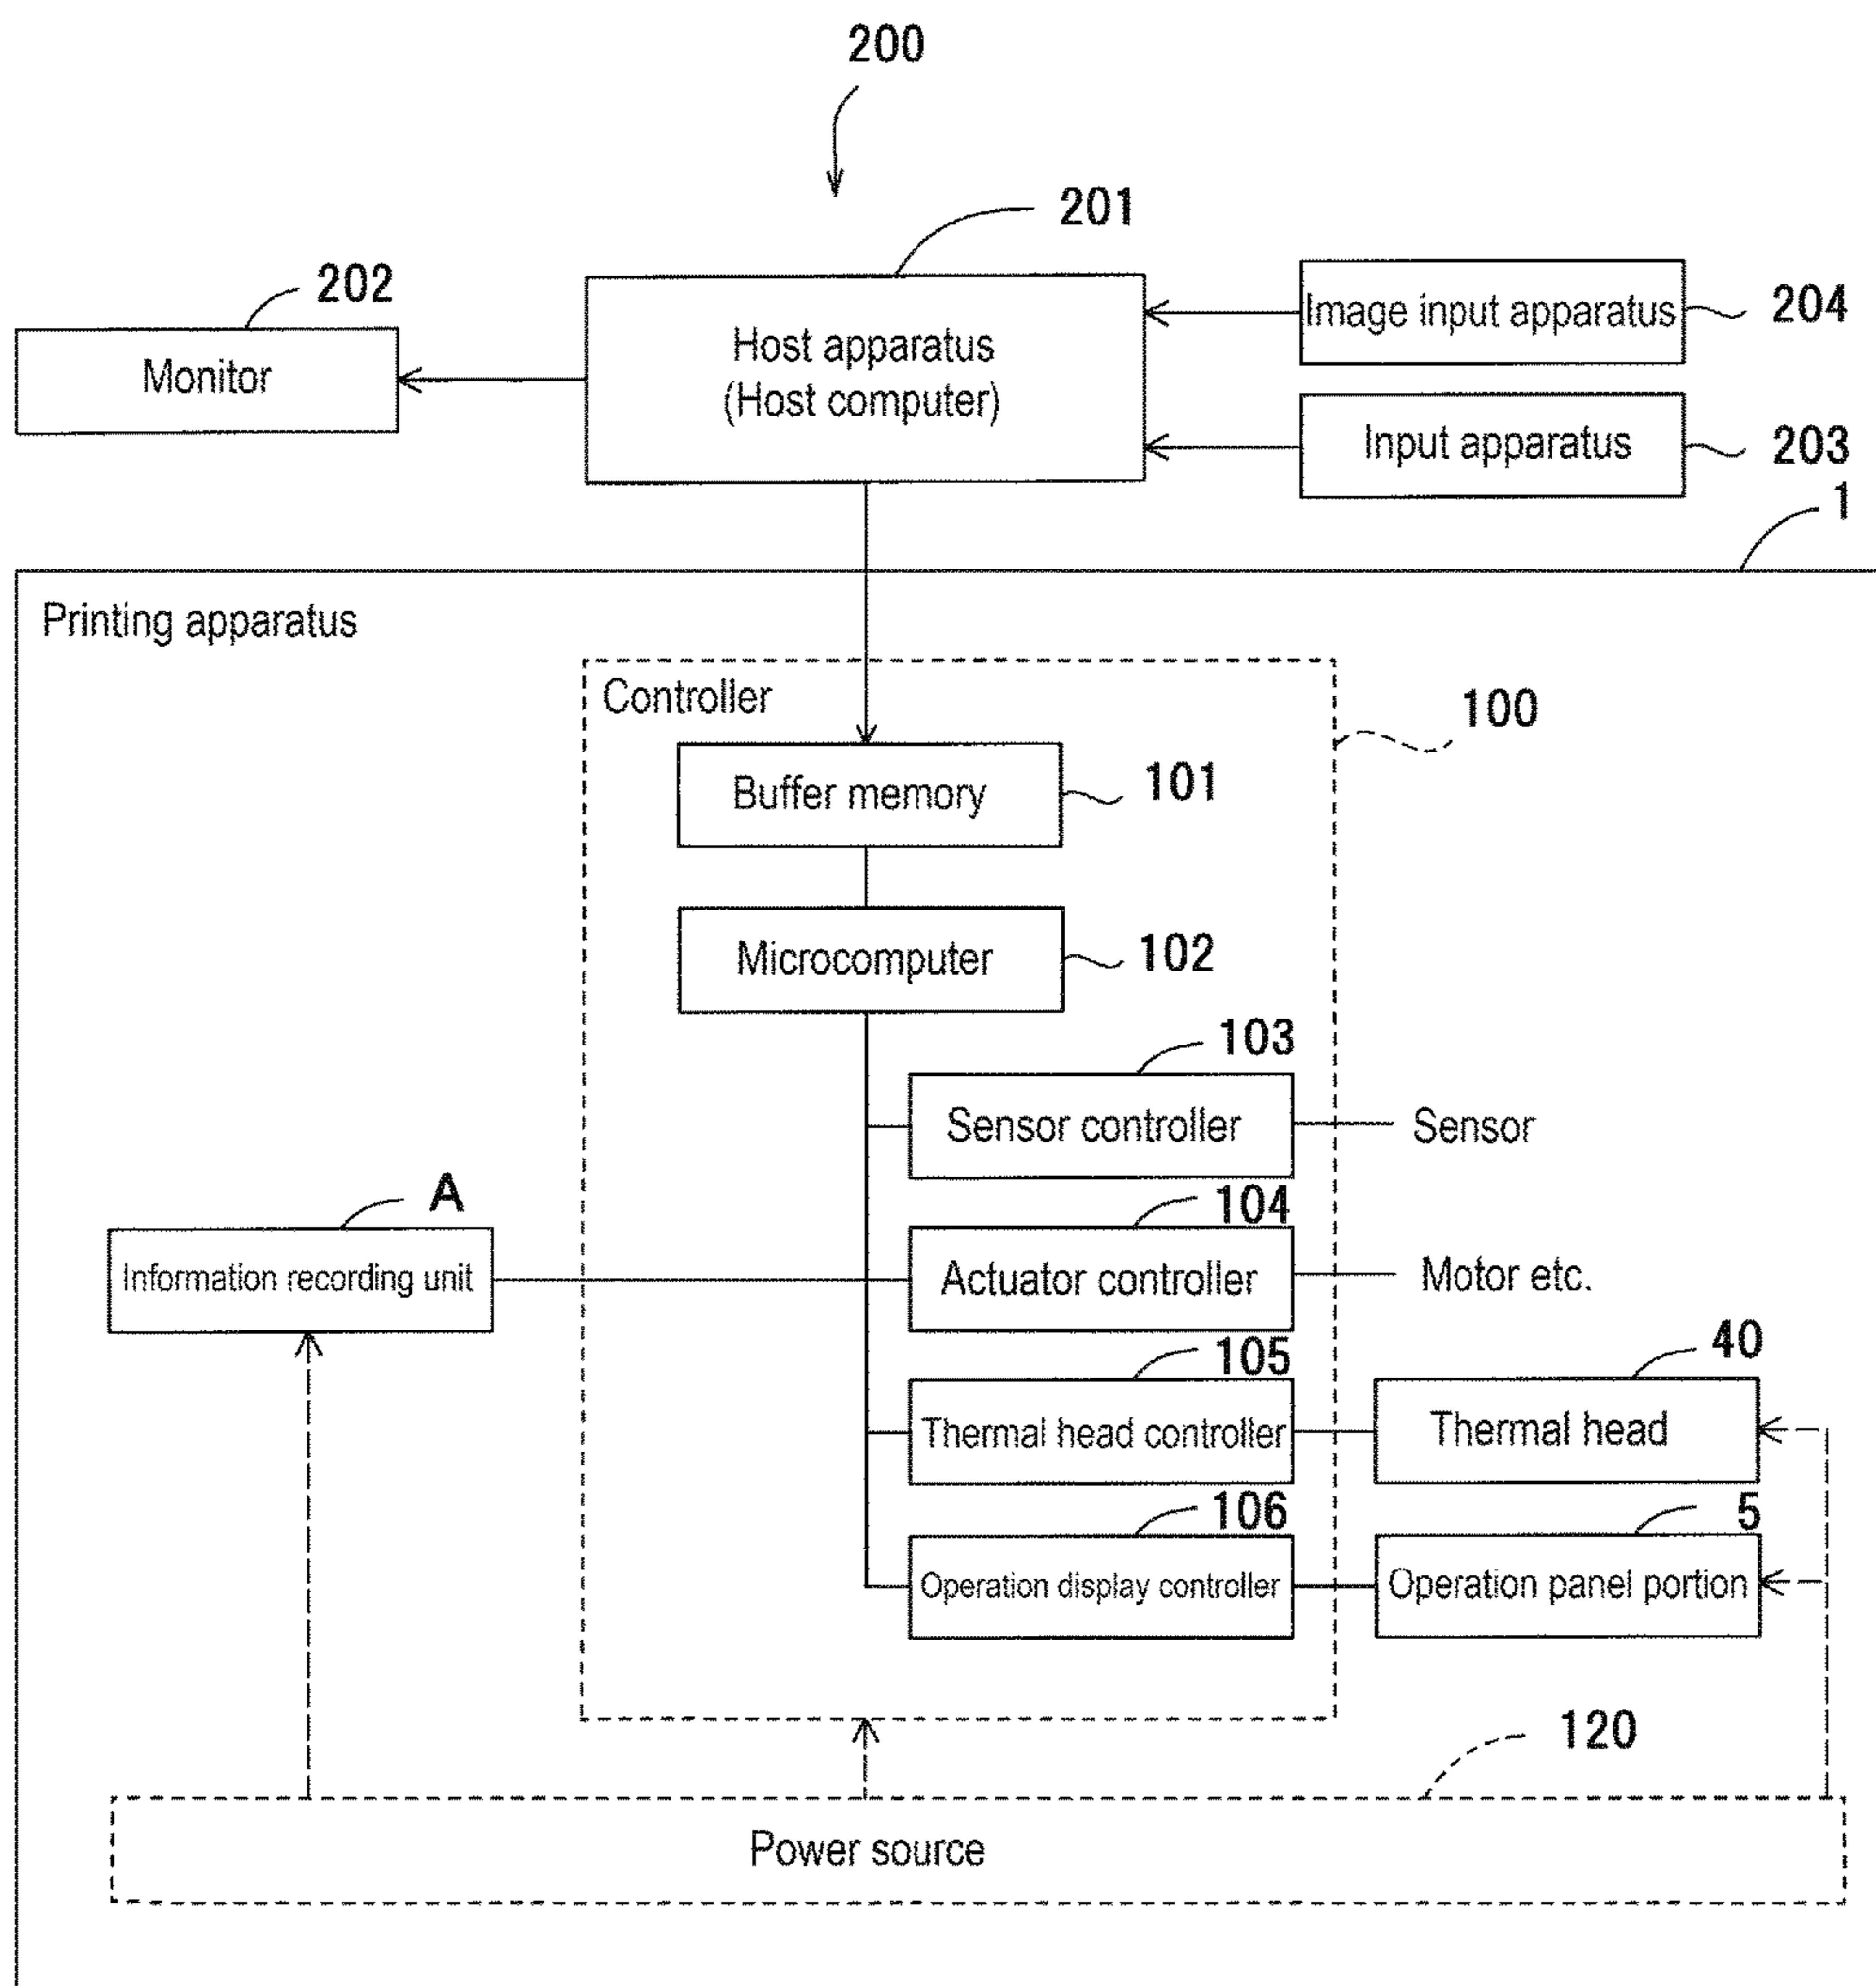 200
201
202
Image input apparatus
204
Monitor
Host apparatus
(Host computer)
Input apparatus
203
1
Printing apparatus
Controller
100
Buffer memory
101
Microcomputer
102
103
Sensor controller
Sensor
A
104
Information recording unit
Actuator controller
Motor etc.
105
40
Thermal head controller
Thermal head
106
5
Operation display controller
Operation panel portion
120
Power source